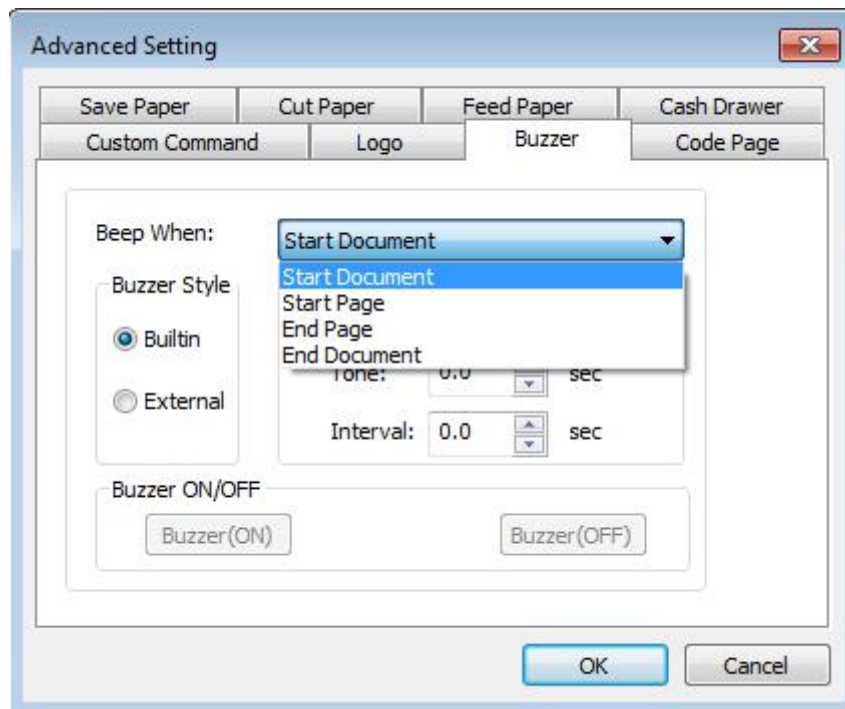 Advanced Setting
Save Paper Cut Paper Feed Paper Cash Drawer
Custom Command Logo Buzzer Code Page
Beep When: Start Document
Buzzer Style Start Document
Start Page
Builtin End Page
End Document
Tone: 0.0 sec
External
Interval: 0.0 sec
Buzzer ON/OFF
Buzzer(ON) Buzzer(OFF)
OK Cancel